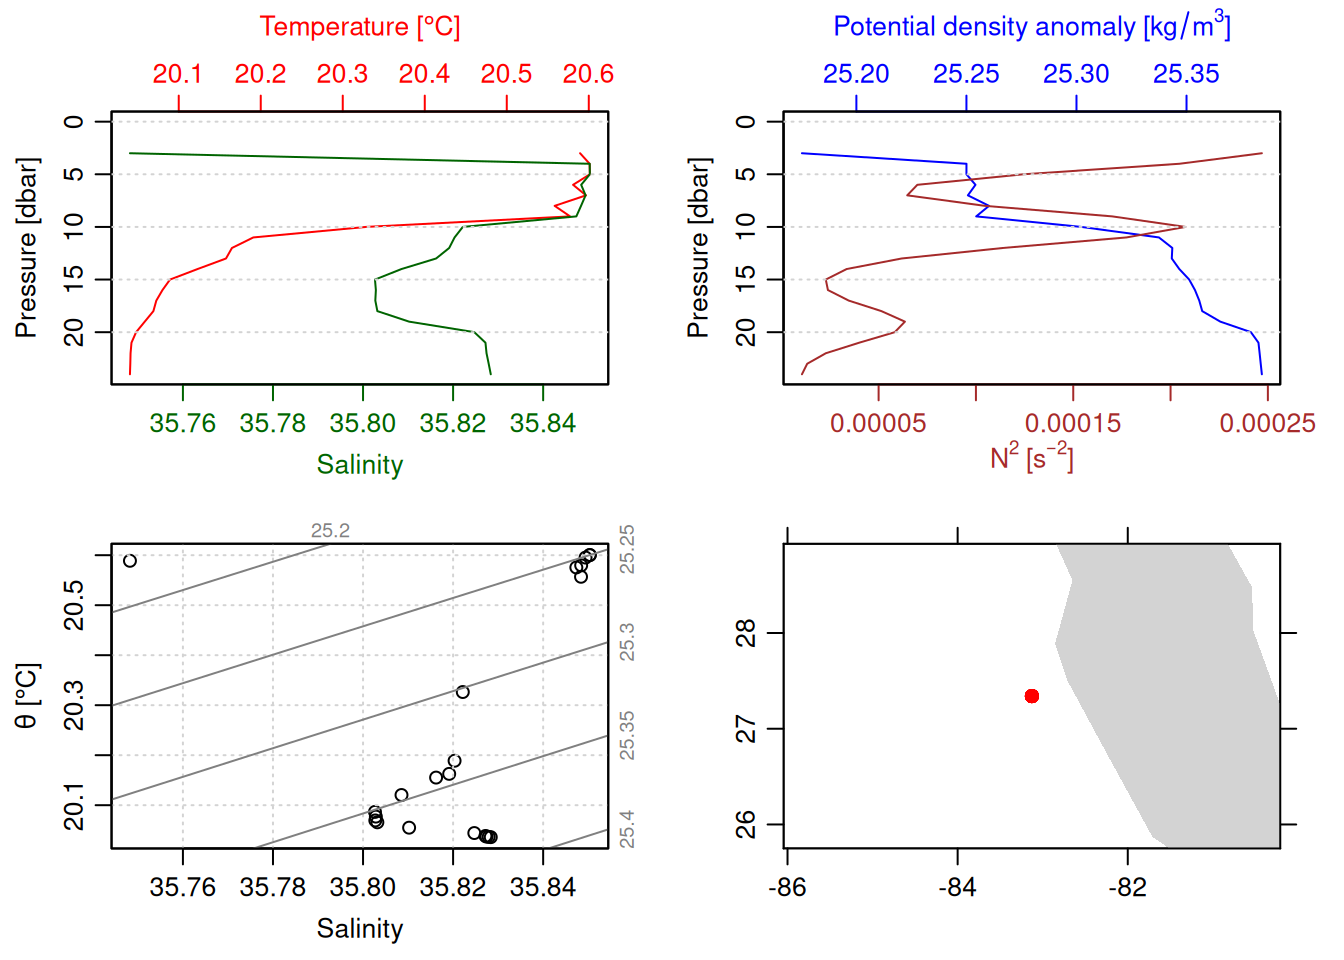 Temperature [°C]
20.1 20.2 20.3 20.4 20.5 20.6
Pressure [dbar]
0
5
10
15
20
35.76 35.78 35.80 35.82 35.84
Salinity
Potential density anomaly [kg/m³]
25.20 25.25 25.30 25.35
Pressure [dbar]
0
5
10
15
20
0.00005 0.00015 0.00025
N² [s⁻²]
25.2
25.25
25.3
25.35
25.4
θ [°C]
20.5
20.3
20.1
35.76 35.78 35.80 35.82 35.84
Salinity
28
27
26
-86 -84 -82